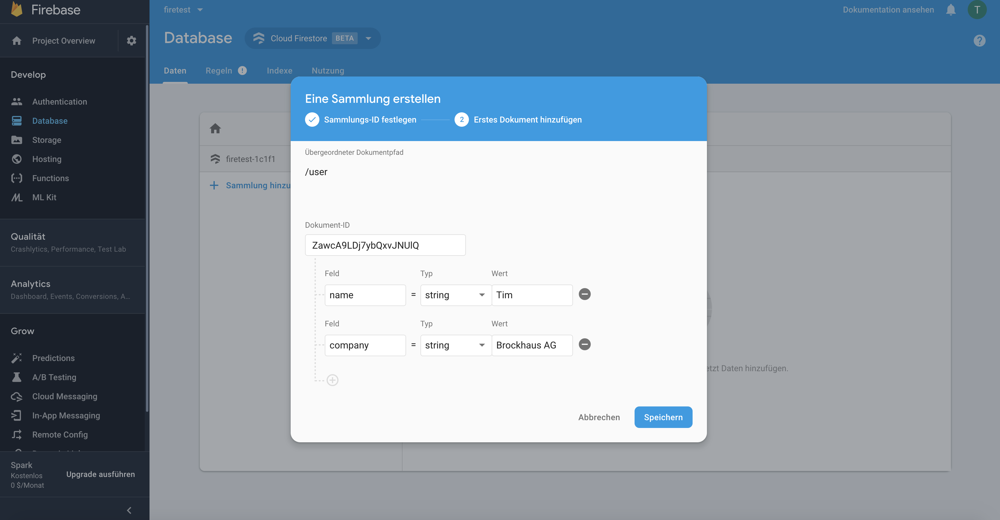 Firebase
Project Overview
Develop
Authentication
Database
Storage
Hosting
Functions
ML Kit
Qualität
Crashlytics, Performance, Test Lab
Analytics
Dashboard, Events, Conversions, A...
Grow
Predictions
A/B Testing
Cloud Messaging
In-App Messaging
Remote Config
Spark
Kostenlos
0 $/Monat
Upgrade ausführen
firetest
Dokumentation ansehen
T
Database
Cloud Firestore BETA
Daten
Regeln
Indexe
Nutzung
firetest-1c1f1
Sammlung hinzu
Eine Sammlung erstellen
Sammlungs-ID festlegen
2 Erstes Dokument hinzufügen
Übergeordneter Dokumentpfad
/user
Dokument-ID
ZawcA9LDj7ybQxvJNUlQ
Feld Typ Wert
name = string Tim
Feld Typ Wert
company = string Brockhaus AG
Abbrechen
Speichern
etzt Daten hinzufügen.